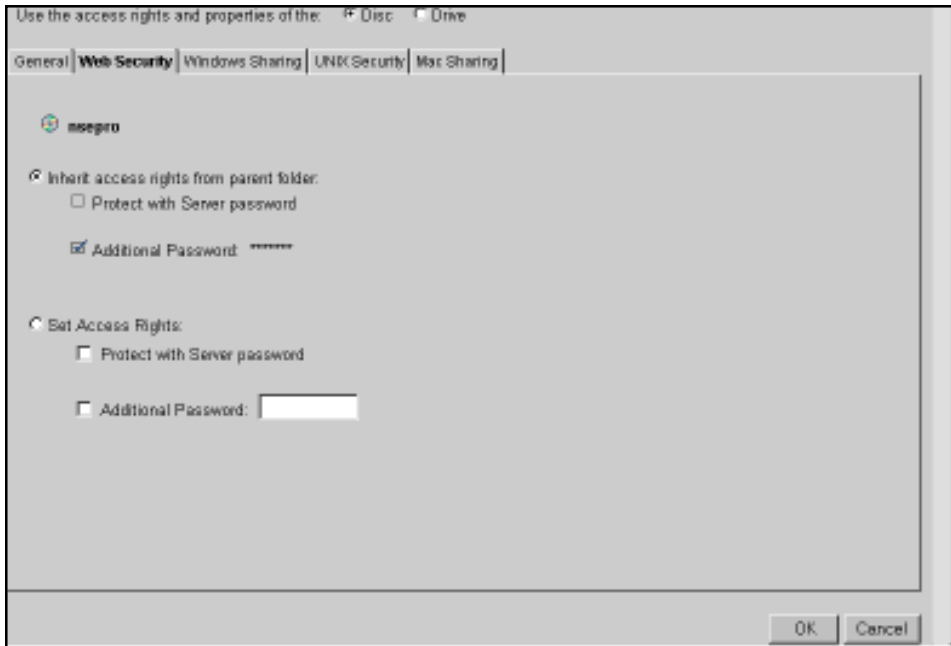 Use the access rights and properties of the: Disc Drive
General Web Security Windows Sharing UNIX Security Mac Sharing
nsepro
Inherit access rights from parent folder:
Protect with Server password
Additional Password: *******
Set Access Rights:
Protect with Server password
Additional Password:
OK Cancel